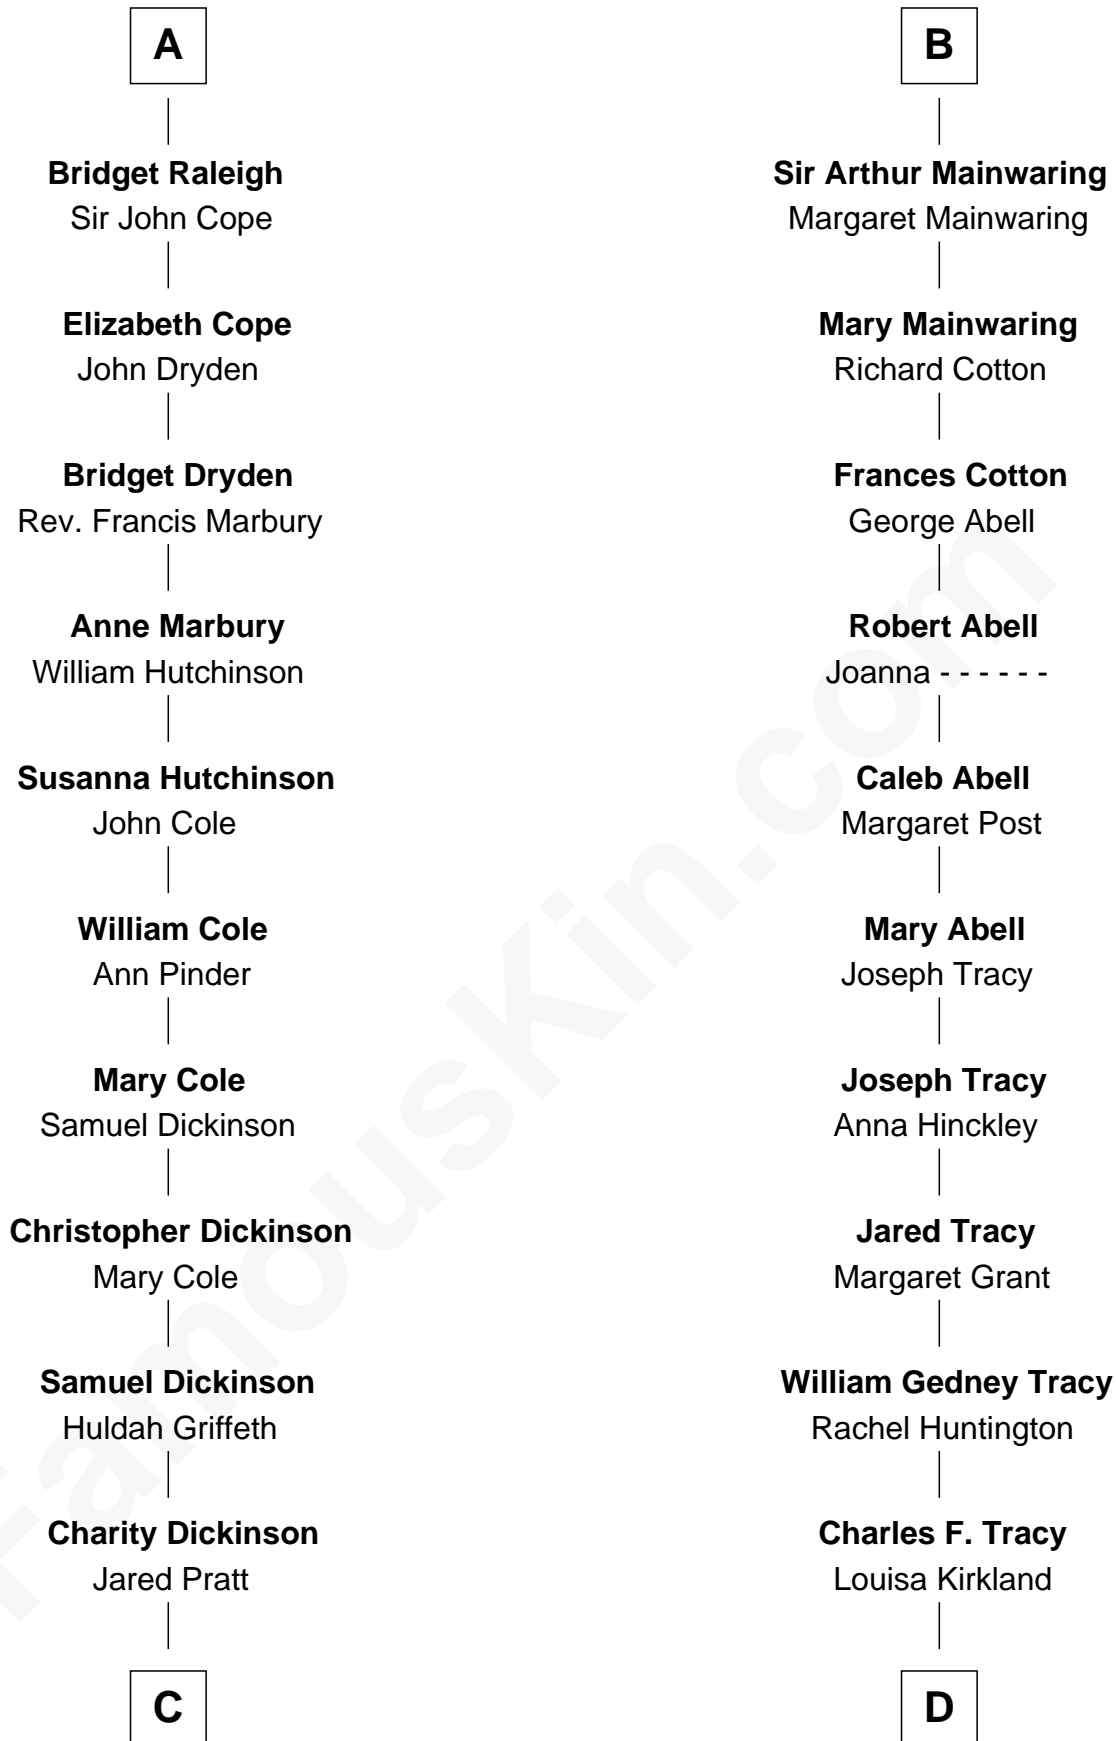 A
Bridget Raleigh
Sir John Cope
Elizabeth Cope
John Dryden
Bridget Dryden
Rev. Francis Marbury
Anne Marbury
William Hutchinson
Susanna Hutchinson
John Cole
William Cole
Ann Pinder
Mary Cole
Samuel Dickinson
Christopher Dickinson
Mary Cole
Samuel Dickinson
Huldah Griffeth
Charity Dickinson
Jared Pratt
C
B
Sir Arthur Mainwaring
Margaret Mainwaring
Mary Mainwaring
Richard Cotton
Frances Cotton
George Abell
Robert Abell
Joanna - - - - - -
Caleb Abell
Margaret Post
Mary Abell
Joseph Tracy
Joseph Tracy
Anna Hinckley
Jared Tracy
Margaret Grant
William Gedney Tracy
Rachel Huntington
Charles F. Tracy
Louisa Kirkland
D
FamousKin.com